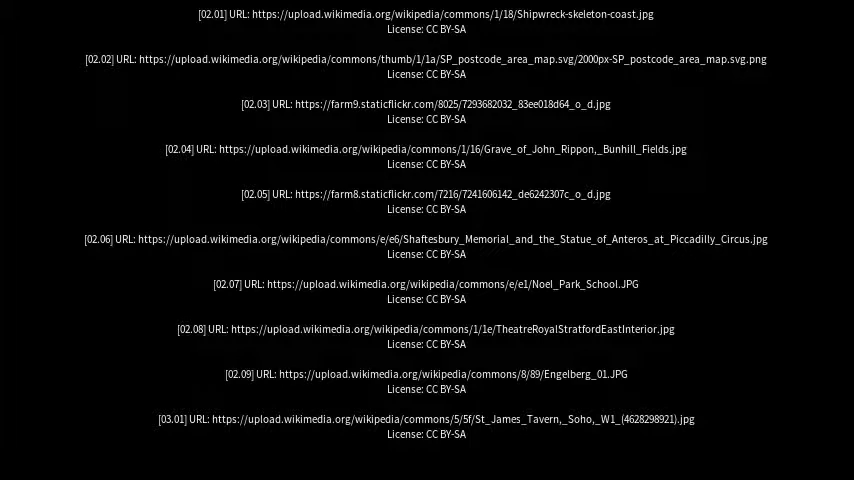 [02.01] URL: https://upload.wikimedia.org/wikipedia/commons/1/18/Shipwreck-skeleton-coast.jpg
License: CC BY-SA
[02.02] URL: https://upload.wikimedia.org/wikipedia/commons/thumb/1/1a/SP_postcode_area_map.svg/2000px-SP_postcode_area_map.svg.png
License: CC BY-SA
[02.03] URL: https://farm9.staticflickr.com/8025/7293682032_83ee018d64_o_d.jpg
License: CC BY-SA
[02.04] URL: https://upload.wikimedia.org/wikipedia/commons/1/16/Grave_of_John_Rippon,_Bunhill_Fields.jpg
License: CC BY-SA
[02.05] URL: https://farm8.staticflickr.com/7216/7241606142_de6242307c_o_d.jpg
License: CC BY-SA
[02.06] URL: https://upload.wikimedia.org/wikipedia/commons/e/e6/Shaftesbury_Memorial_and_the_Statue_of_Anteros_at_Piccadilly_Circus.jpg
License: CC BY-SA
[02.07] URL: https://upload.wikimedia.org/wikipedia/commons/e/e1/Noel_Park_School.JPG
License: CC BY-SA
[02.08] URL: https://upload.wikimedia.org/wikipedia/commons/1/1e/TheatreRoyalStratfordEastInterior.jpg
License: CC BY-SA
[02.09] URL: https://upload.wikimedia.org/wikipedia/commons/8/89/Engelberg_01.JPG
License: CC BY-SA
[03.01] URL: https://upload.wikimedia.org/wikipedia/commons/5/5f/St_James_Tavern,_Soho,_W1_(4628298921).jpg
License: CC BY-SA